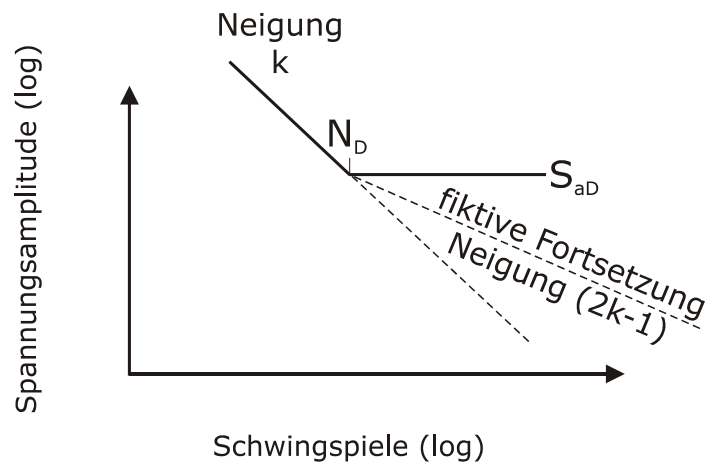 Neigung
k
Spannungsamplitude (log)
N_D
S_aD
fiktive Fortsetzung
Neigung (2k-1)
Schwingspiele (log)